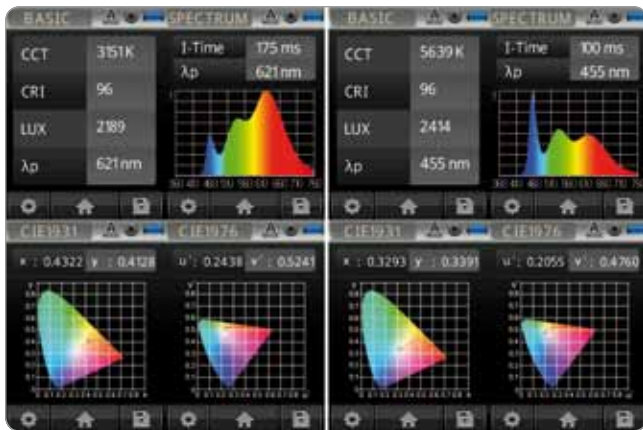 BASIC
CCT 3151K
CRI 96
LUX 2189
λp 621 nm
SPECTRUM
I-Time 175 ms
λp 621 nm
BASIC
CCT 5639 K
CRI 96
LUX 2414
λp 455 nm
SPECTRUM
I-Time 100 ms
λp 455 nm
CIE1931
x : 0.4322 y : 0.4128
CIE1976
u': 0.2438 v': 0.5241
CIE1931
x : 0.3293 y : 0.3391
CIE1976
u': 0.2055 v': 0.4760